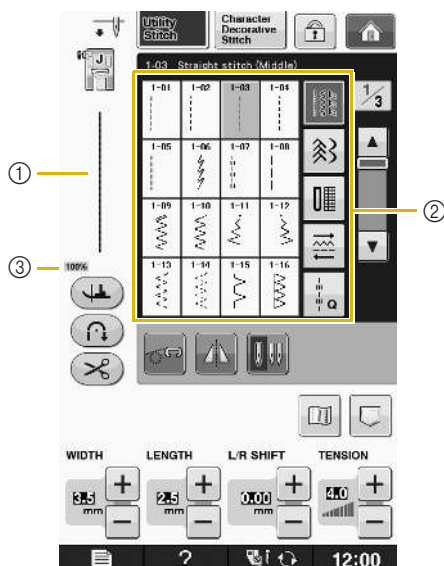 Utility Stitch
Character Decorative Stitch
J
1-03 Straight stitch (Middle)
1-01 1-02 1-03 1-04
1/3
1-05 1-06 1-07 1-08
①
②
1-09 1-10 1-11 1-12
③
100%
1-13 1-14 1-15 1-16
Q
WIDTH LENGTH L/R SHIFT TENSION
3.5 mm + − 2.5 mm + − 0.00 mm + − 4.0 + −
? 12:00